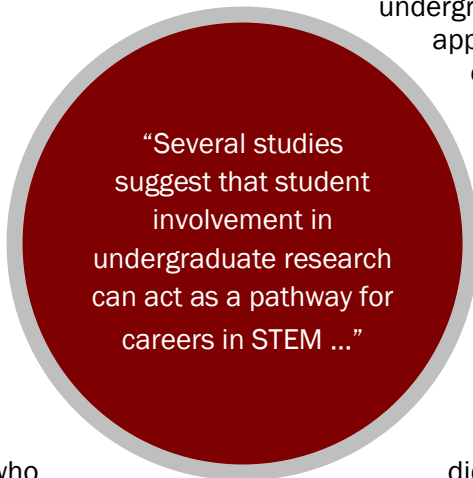 “Several studies
suggest that student
involvement in
undergraduate research
can act as a pathway for
careers in STEM ...”